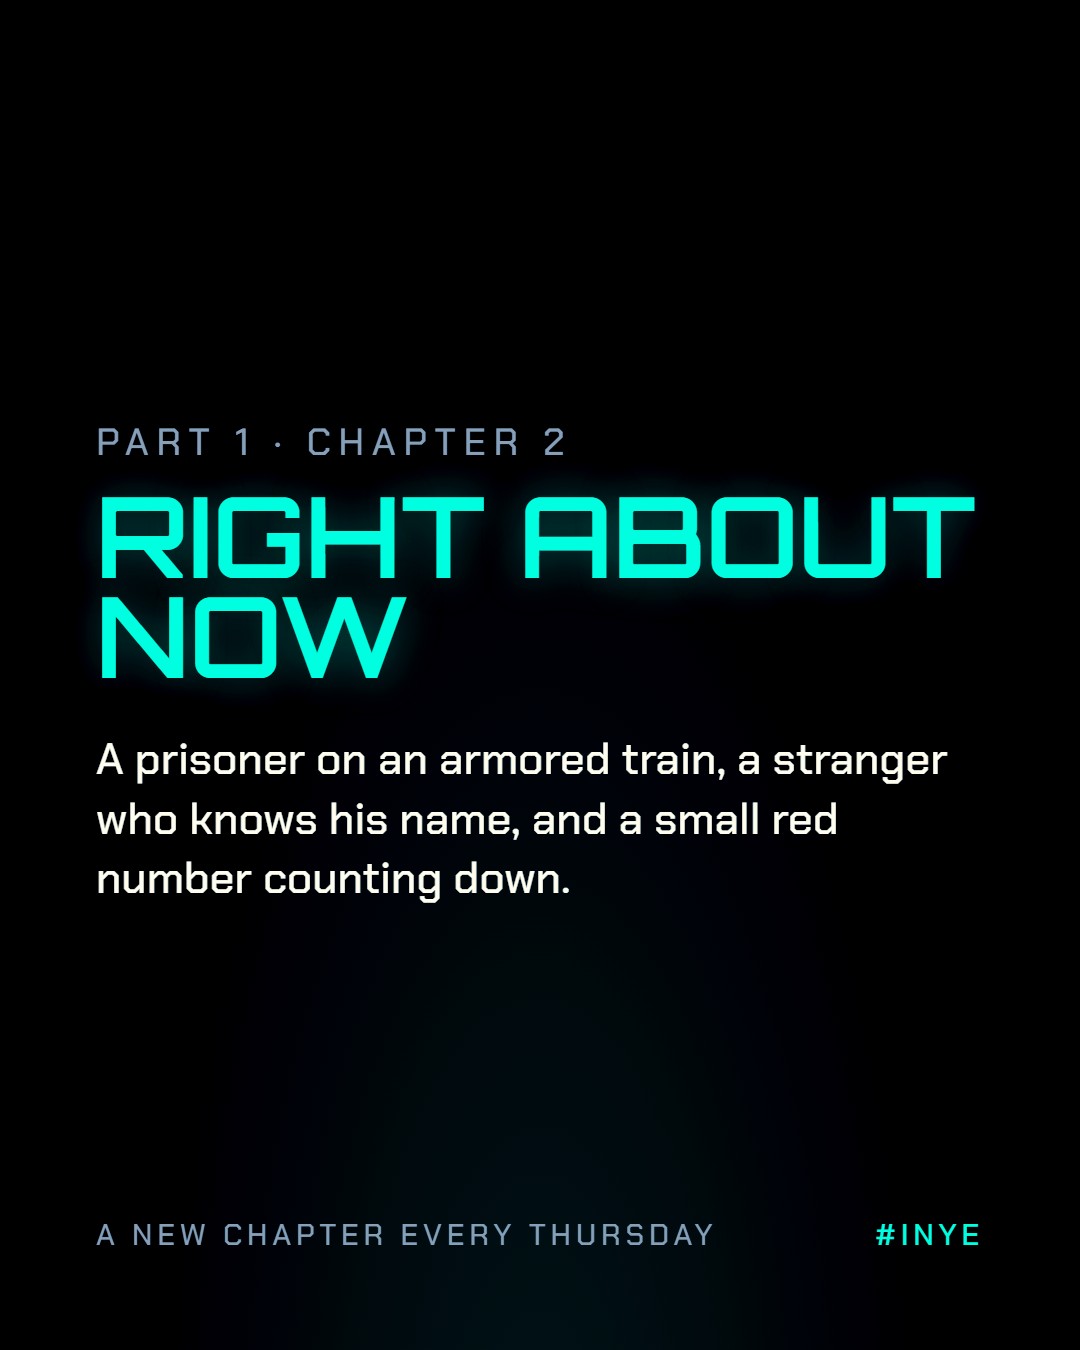 PART 1 · CHAPTER 2
RIGHT ABOUT
NOW
A prisoner on an armored train, a stranger
who knows his name, and a small red
number counting down.
A NEW CHAPTER EVERY THURSDAY
#INYE